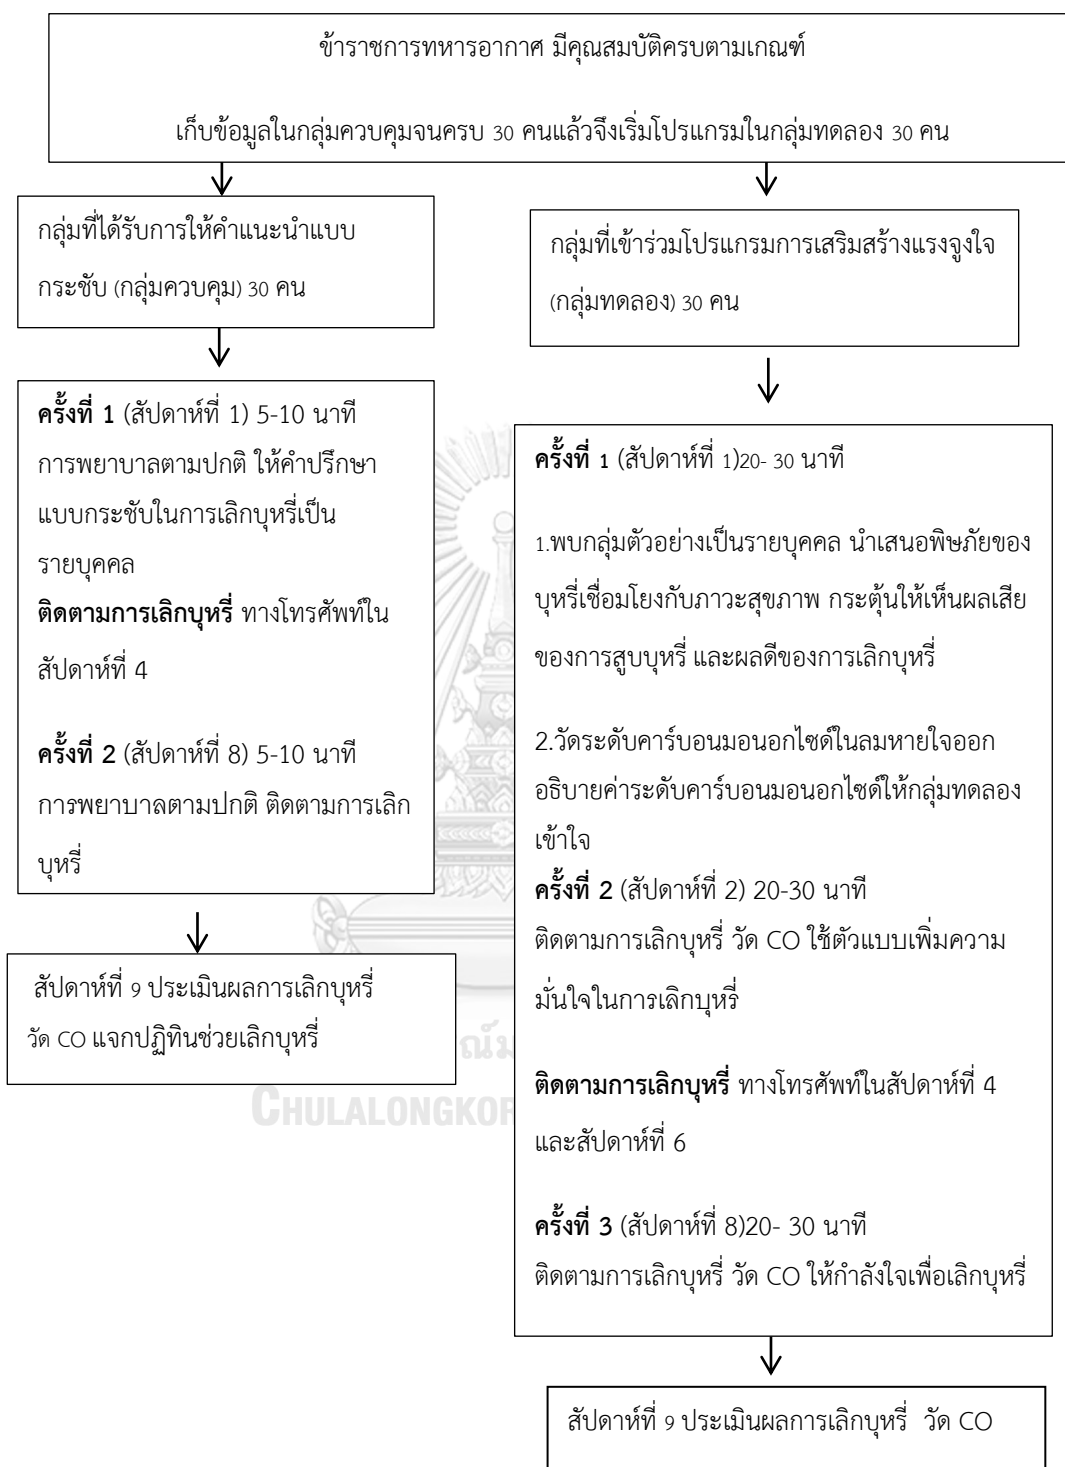 ข้าราชการทหารอากาศ มีคุณสมบัติครบตามเกณฑ์
เก็บข้อมูลในกลุ่มควบคุมจนครบ 30 คนแล้วจึงเริ่มโปรแกรมในกลุ่มทดลอง 30 คน
กลุ่มที่ได้รับการให้คำแนะนำแบบ
กระชับ (กลุ่มควบคุม) 30 คน
ครั้งที่ 1 (สัปดาห์ที่ 1) 5-10 นาที
การพยาบาลตามปกติ ให้คำปรึกษา
แบบกระชับในการเลิกบุหรี่เป็น
รายบุคคล
ติดตามการเลิกบุหรี่ ทางโทรศัพท์ใน
สัปดาห์ที่ 4
ครั้งที่ 2 (สัปดาห์ที่ 8) 5-10 นาที
การพยาบาลตามปกติ ติดตามการเลิก
บุหรี่
สัปดาห์ที่ 9 ประเมินผลการเลิกบุหรี่
วัด CO แจกปฏิทินช่วยเลิกบุหรี่
กลุ่มที่เข้าร่วมโปรแกรมการเสริมสร้างแรงจูงใจ
(กลุ่มทดลอง) 30 คน
ครั้งที่ 1 (สัปดาห์ที่ 1)20- 30 นาที
1.พบกลุ่มตัวอย่างเป็นรายบุคคล นำเสนอพิษภัยของ
บุหรี่เชื่อมโยงกับภาวะสุขภาพ กระตุ้นให้เห็นผลเสีย
ของการสูบบุหรี่ และผลดีของการเลิกบุหรี่
2.วัดระดับคาร์บอนมอนอกไซด์ในลมหายใจออก
อธิบายค่าระดับคาร์บอนมอนอกไซด์ให้กลุ่มทดลอง
เข้าใจ
ครั้งที่ 2 (สัปดาห์ที่ 2) 20-30 นาที
ติดตามการเลิกบุหรี่ วัด CO ใช้ตัวแบบเพิ่มความ
มั่นใจในการเลิกบุหรี่
ติดตามการเลิกบุหรี่ ทางโทรศัพท์ในสัปดาห์ที่ 4
และสัปดาห์ที่ 6
ครั้งที่ 3 (สัปดาห์ที่ 8)20- 30 นาที
ติดตามการเลิกบุหรี่ วัด CO ให้กำลังใจเพื่อเลิกบุหรี่
สัปดาห์ที่ 9 ประเมินผลการเลิกบุหรี่ วัด CO